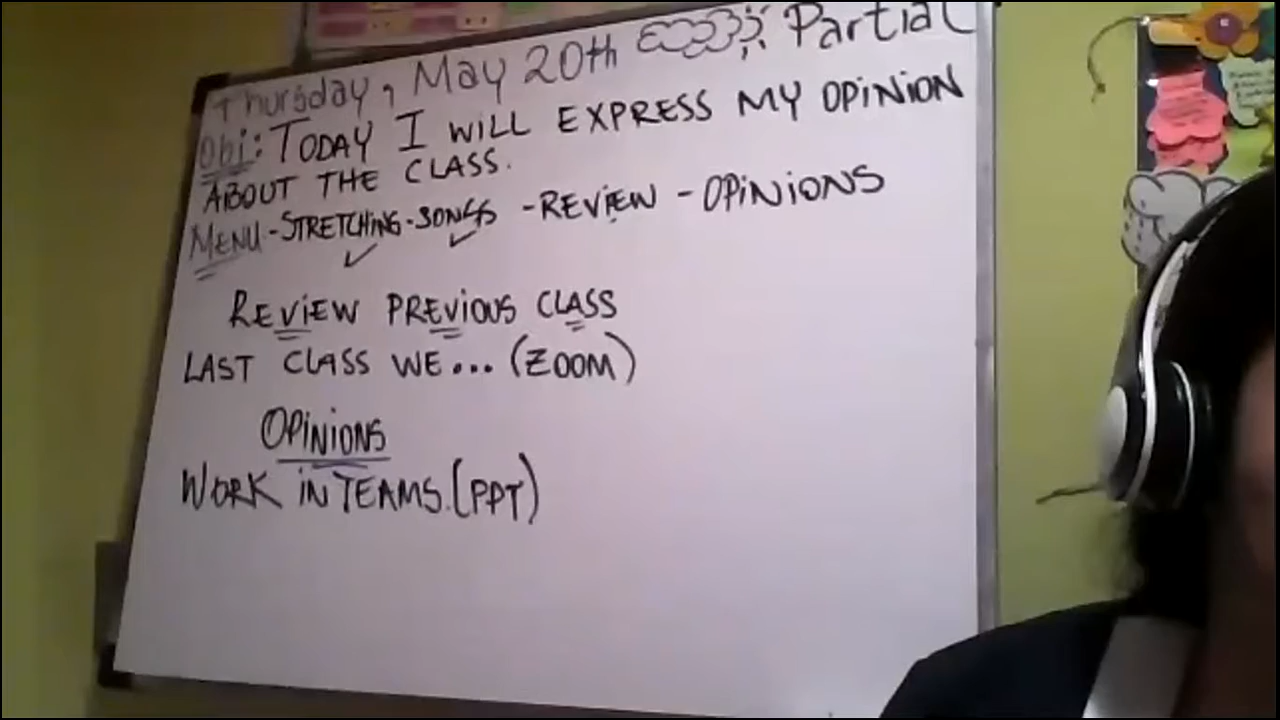 Thursday, May 20th Partial
Obj: TODAY I WILL EXPRESS MY OPINION
ABOUT THE CLASS.
MENU - STRETCHING - SONGS - REVIEW - OPINIONS
REVIEW PREVIOUS CLASS
LAST CLASS WE... (ZOOM)
OPINIONS
WORK IN TEAMS. (PPT)